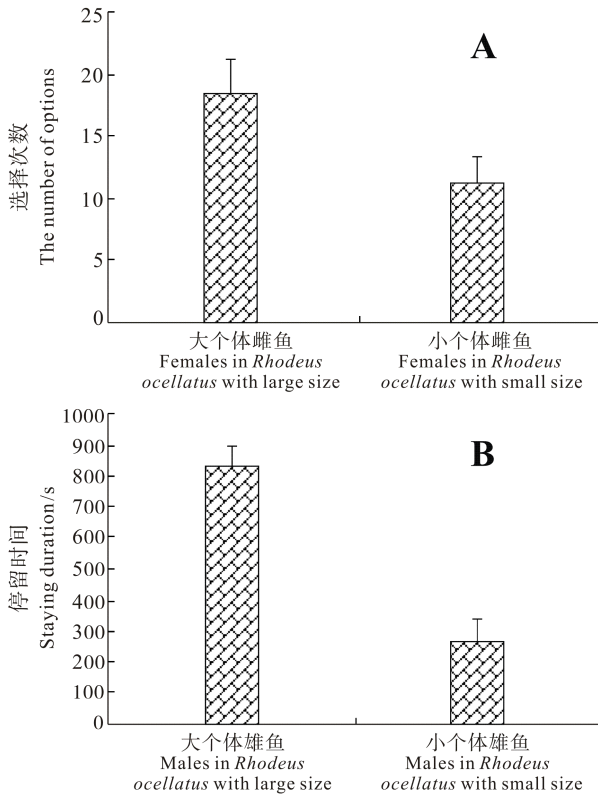 25
A
20
15
10
5
0
选择次数
The number of options
大个体雌鱼
Females in Rhodeus
ocellatus with large size
小个体雌鱼
Females in Rhodeus
ocellatus with small size
1000
900
B
800
700
600
500
400
300
200
100
0
停留时间
Staying duration/s
大个体雄鱼
Males in Rhodeus
ocellatus with large size
小个体雄鱼
Males in Rhodeus
ocellatus with small size